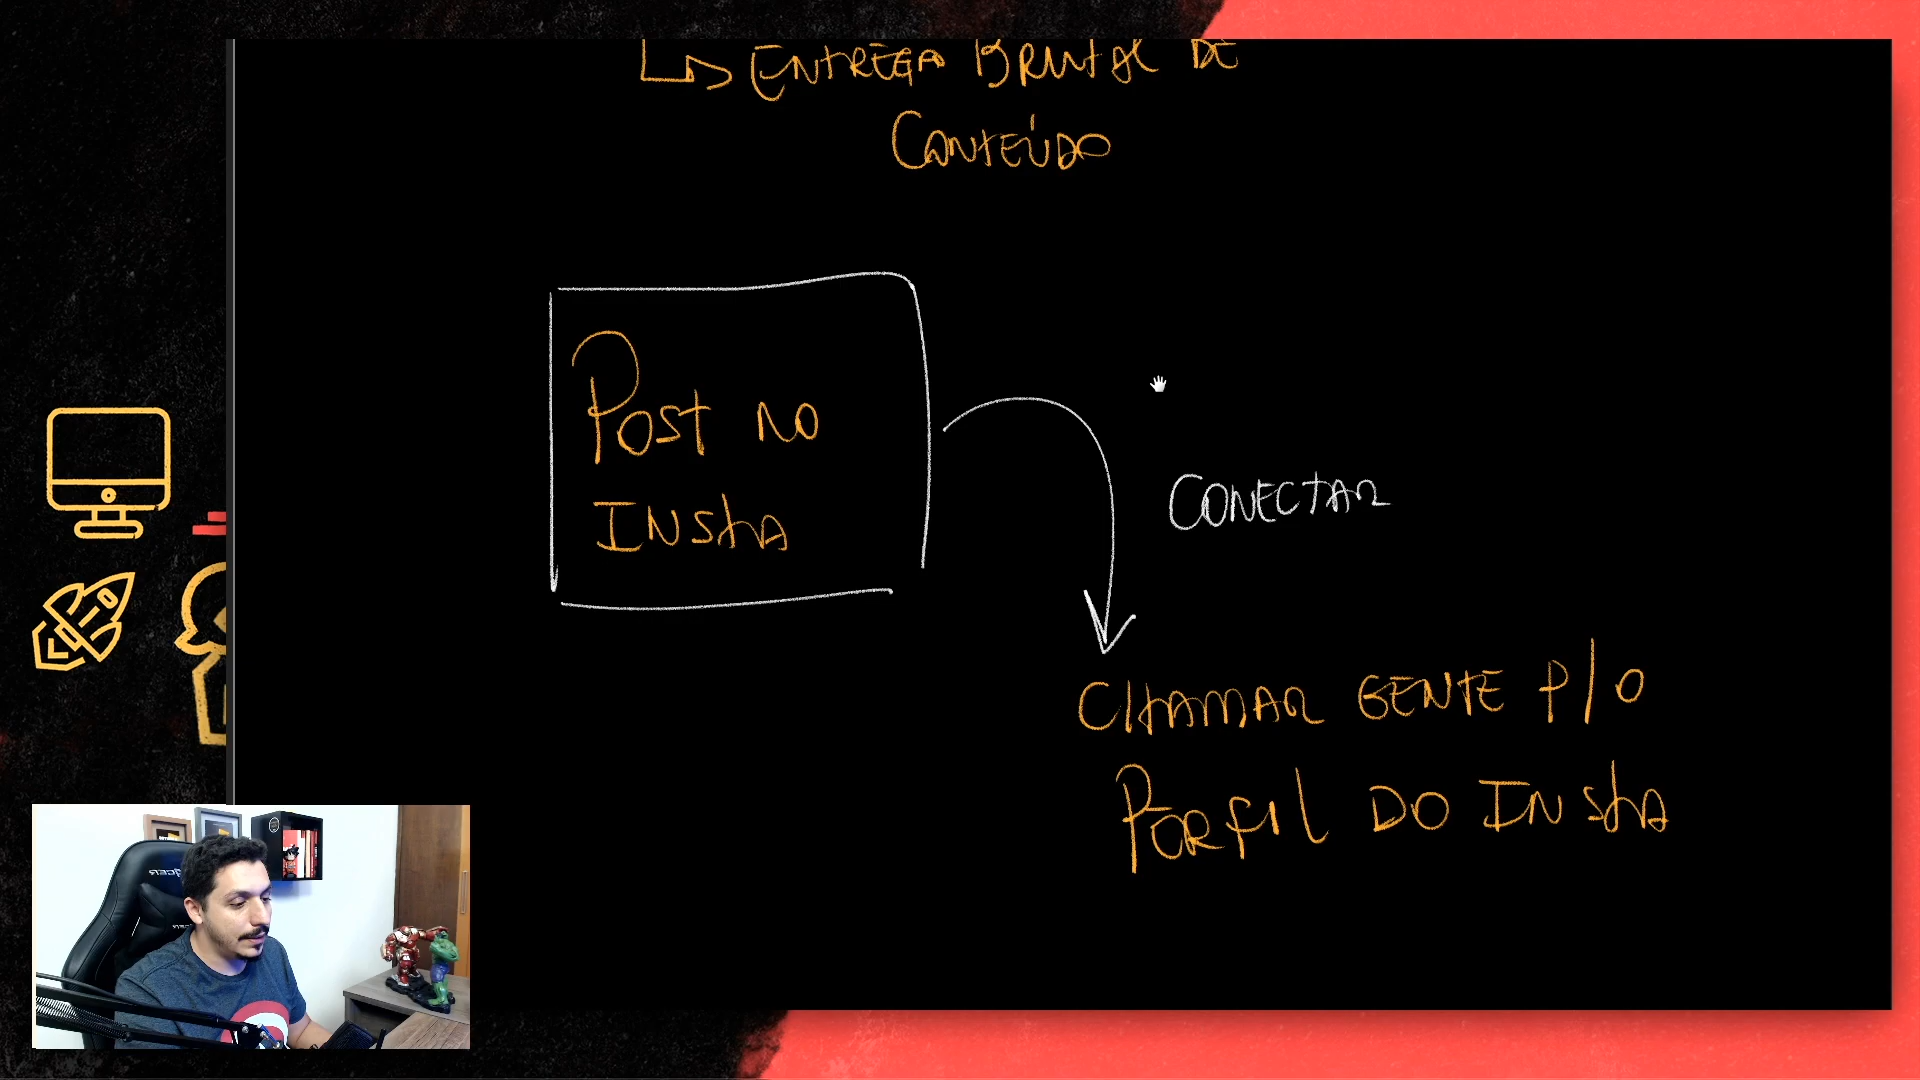 ↳ ENTREGA BRUTAL DE
CONTEÚDO
POST NO
INSTA
CONECTAR
CHAMAR GENTE P/ O
PERFIL DO INSTA